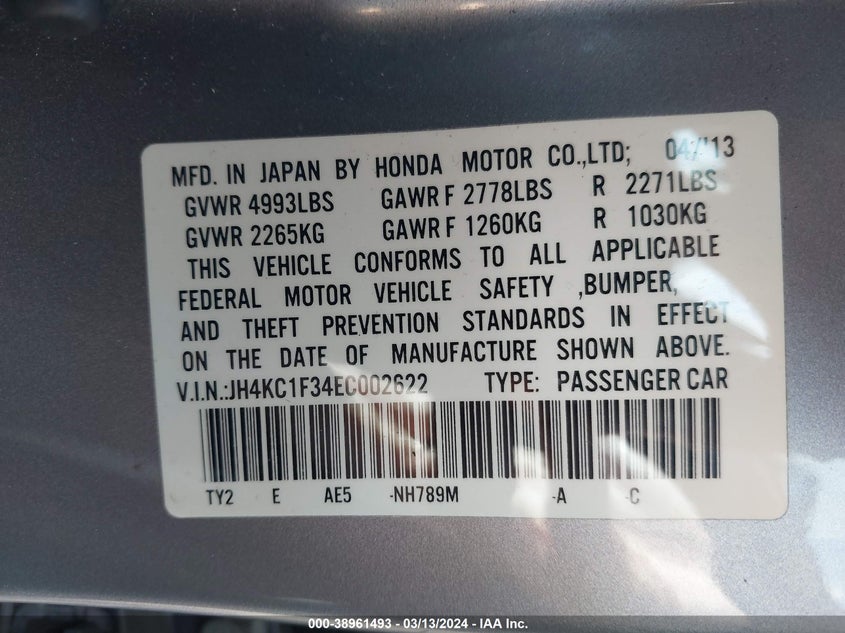 MFD. IN JAPAN BY HONDA MOTOR CO.,LTD; 04/'13
GVWR 4993LBS GAWR F 2778LBS R 2271LBS
GVWR 2265KG GAWR F 1260KG R 1030KG
THIS VEHICLE CONFORMS TO ALL APPLICABLE
FEDERAL MOTOR VEHICLE SAFETY ,BUMPER,
AND THEFT PREVENTION STANDARDS IN EFFECT
ON THE DATE OF MANUFACTURE SHOWN ABOVE.
V.I.N.:JH4KC1F34EC002622 TYPE: PASSENGER CAR
TY2 E AE5 -NH789M -A -C
000-38961493 - 03/13/2024 - IAA Inc.